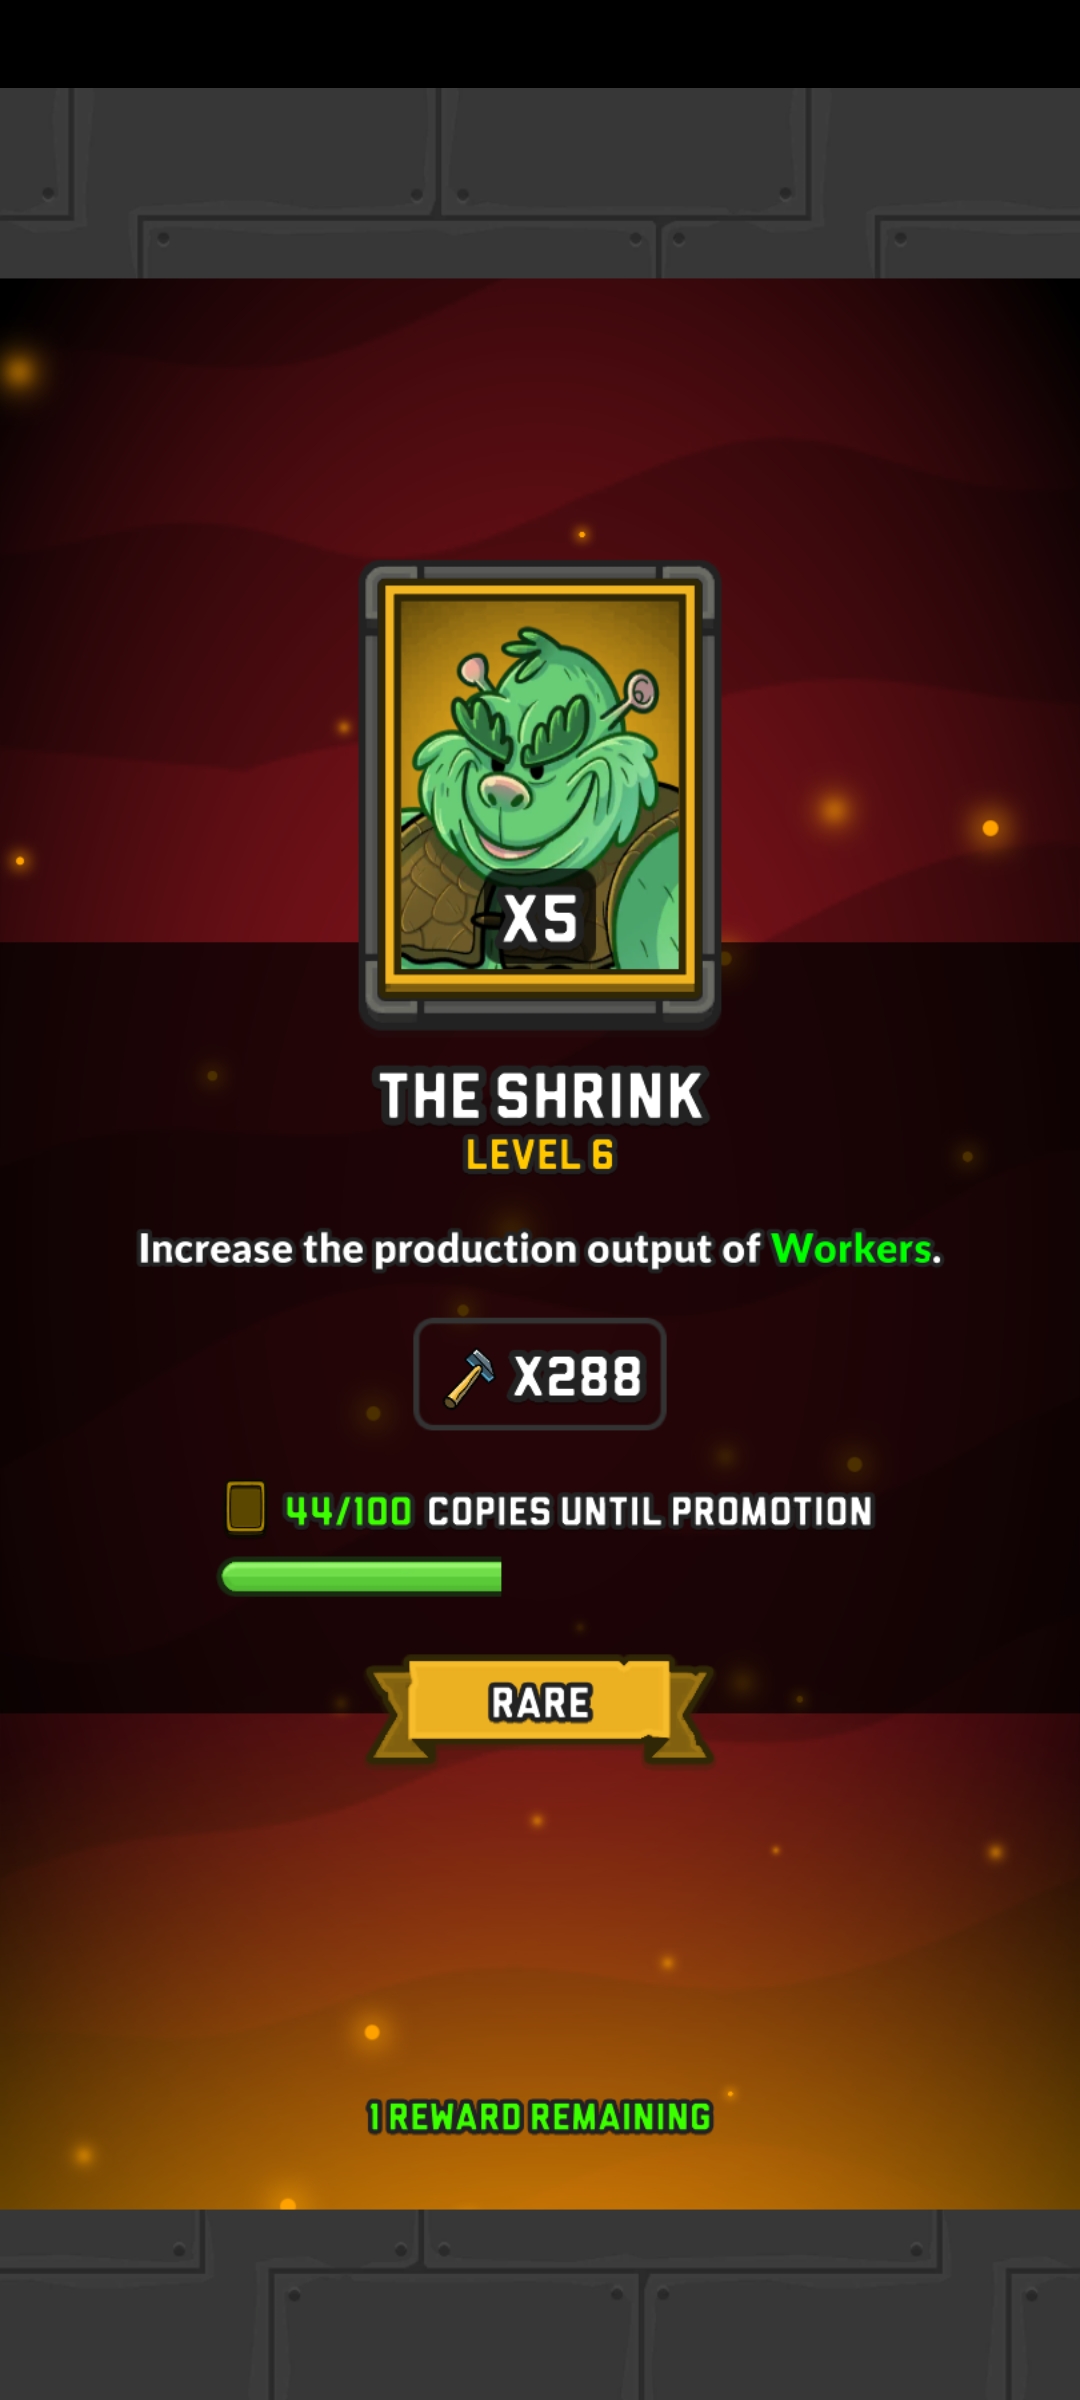 X5
THE SHRINK
LEVEL 6
Increase the production output of Workers.
X288
44/100 COPIES UNTIL PROMOTION
RARE
1 REWARD REMAINING